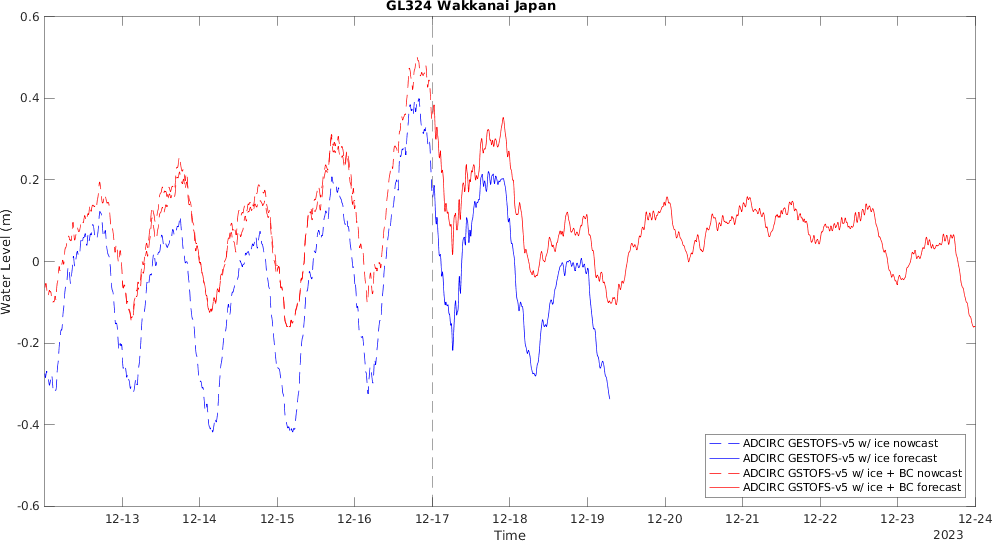 GL324 Wakkanai Japan
0.6
0.4
0.2
0
-0.2
-0.4
-0.6
Water Level (m)
ADCIRC GESTOFS-v5 w/ ice nowcast
ADCIRC GESTOFS-v5 w/ ice forecast
ADCIRC GSTOFS-v5 w/ ice + BC nowcast
ADCIRC GSTOFS-v5 w/ ice + BC forecast
12-13 12-14 12-15 12-16 12-17 12-18 12-19 12-20 12-21 12-22 12-23 12-24
Time
2023